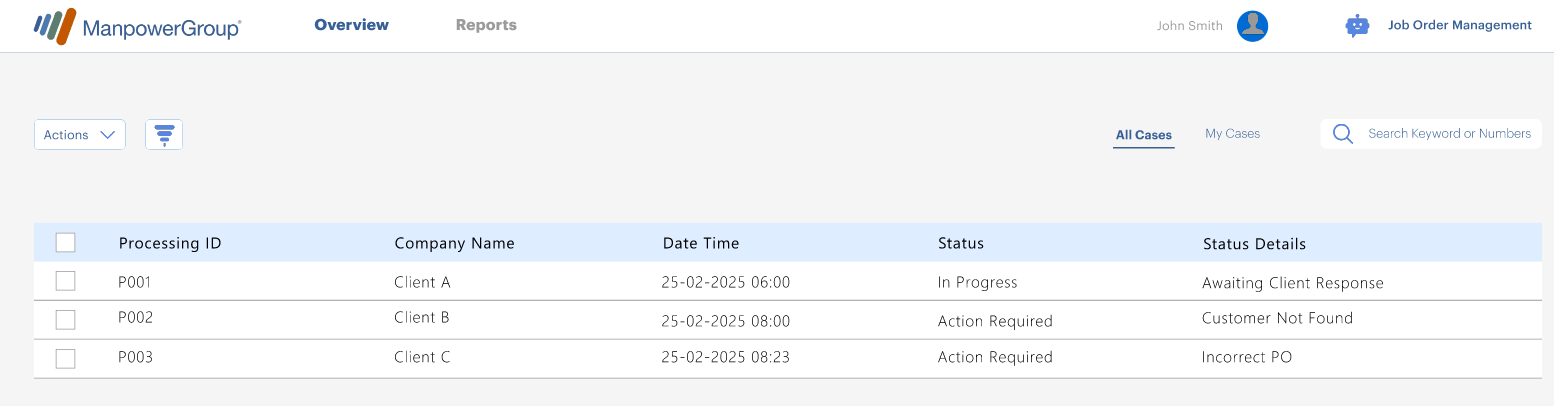 ManpowerGroup® Overview Reports John Smith Job Order Management
Actions All Cases My Cases Search Keyword or Numbers
Processing ID Company Name Date Time Status Status Details
P001 Client A 25-02-2025 06:00 In Progress Awaiting Client Response
P002 Client B 25-02-2025 08:00 Action Required Customer Not Found
P003 Client C 25-02-2025 08:23 Action Required Incorrect PO